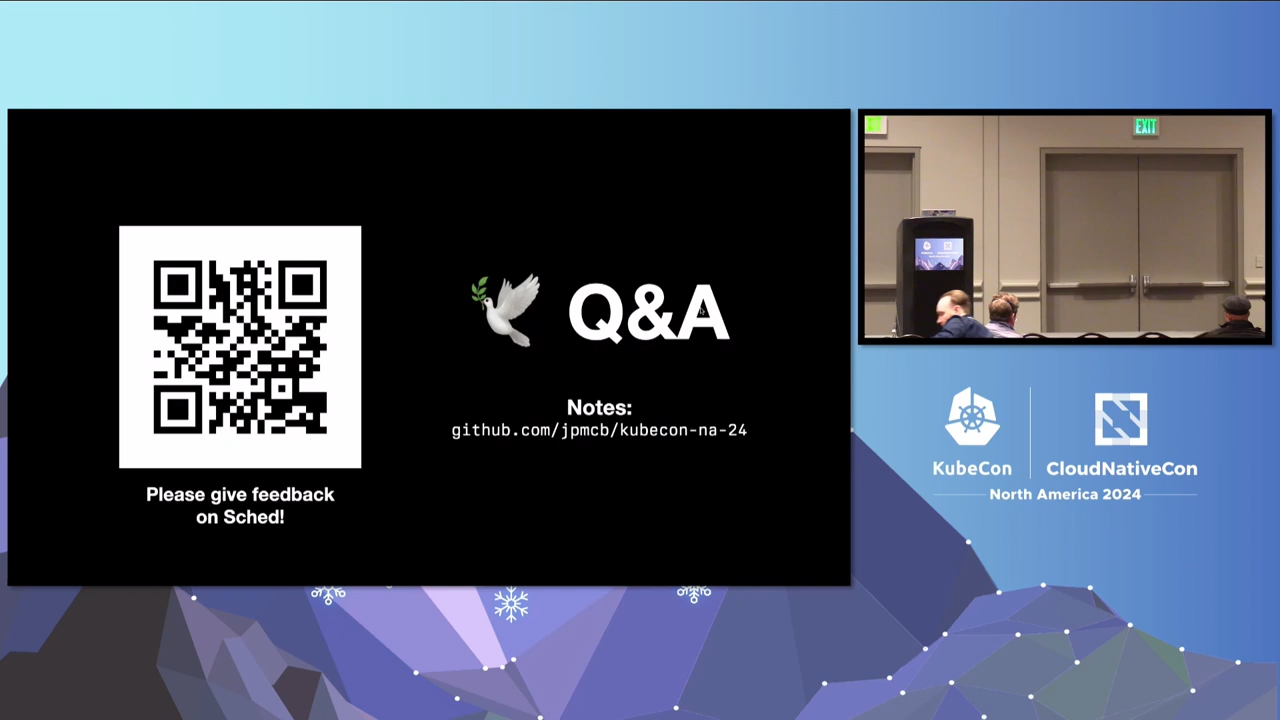 Q&A
Notes:
github.com/jpmcb/kubecon-na-24
Please give feedback
on Sched!
EXIT
KubeCon
CloudNativeCon
North America 2024